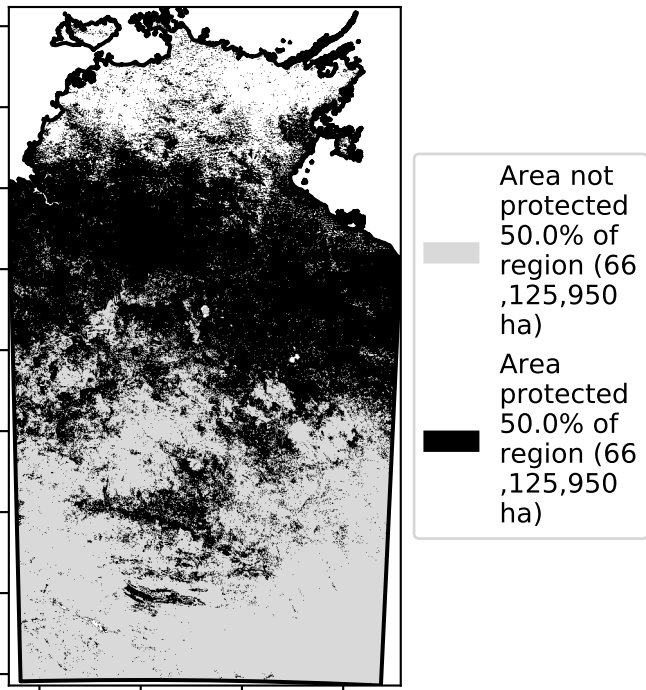 Area not
protected
50.0% of
region (66
,125,950
ha)
Area
protected
50.0% of
region (66
,125,950
ha)